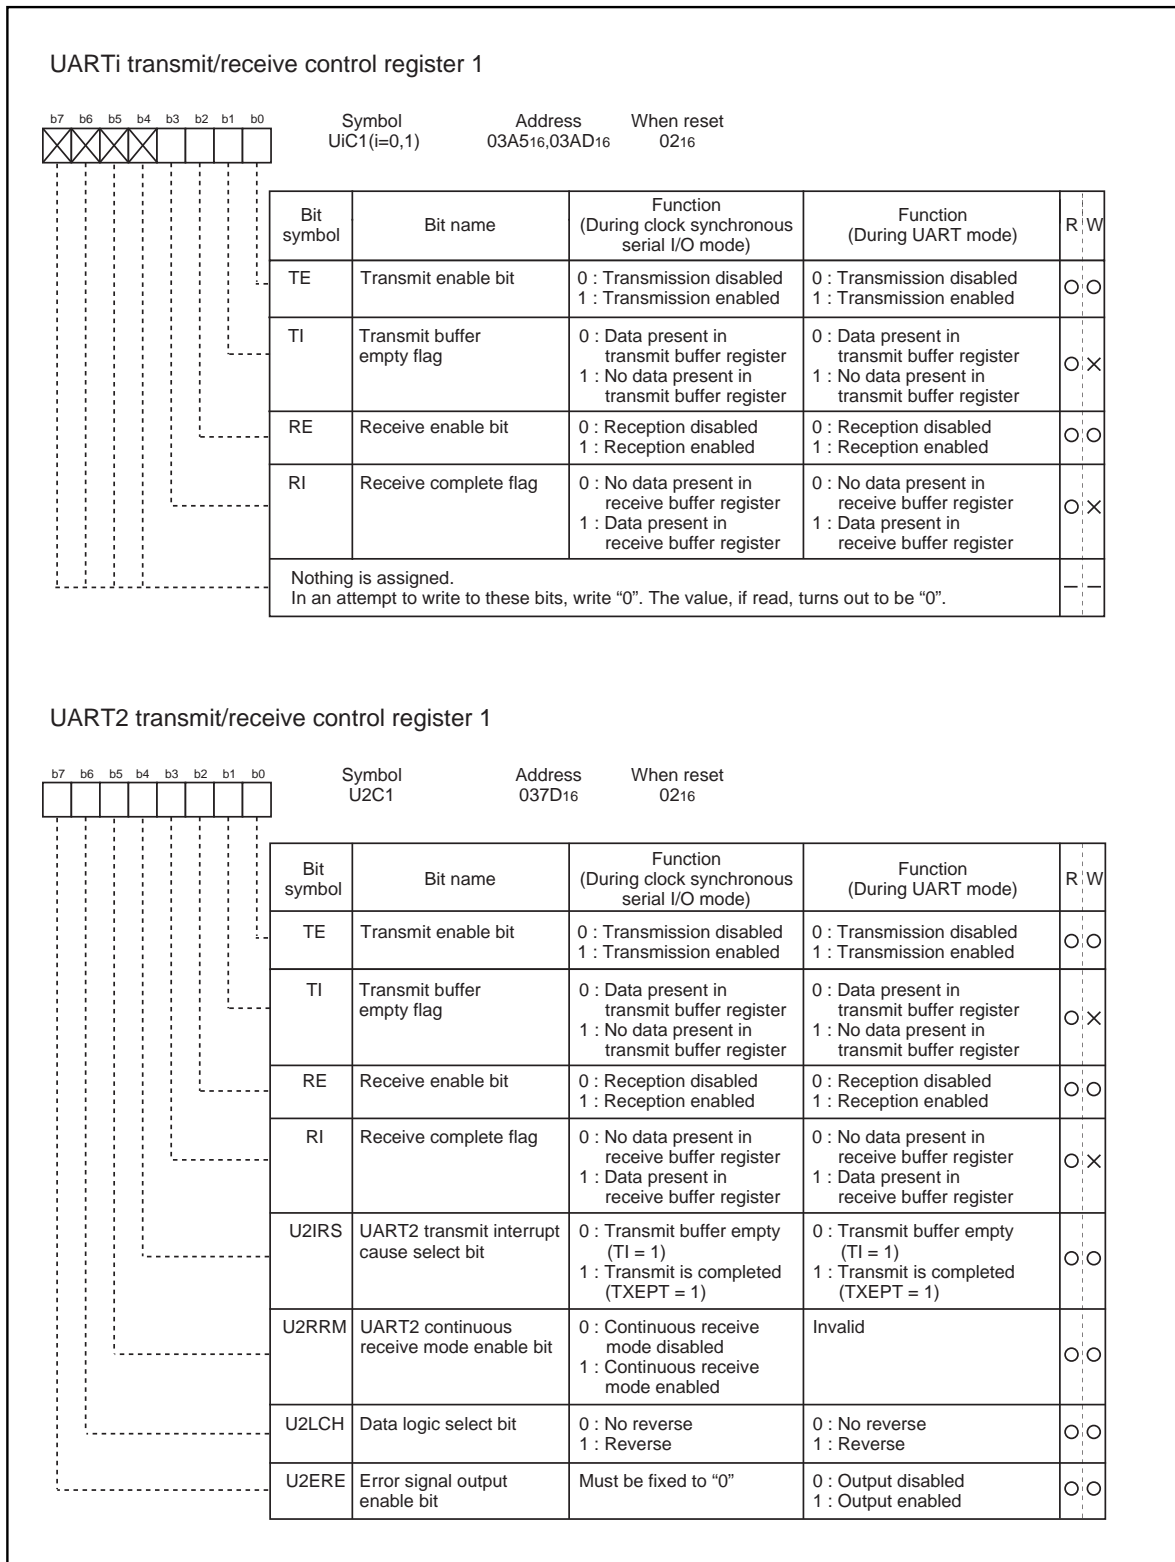 UARTi transmit/receive control register 1
b7 b6 b5 b4 b3 b2 b1 b0
Symbol Address When reset
UiC1(i=0,1) 03A516,03AD16 0216
Bit symbol
Bit name
Function
(During clock synchronous
serial I/O mode)
Function
(During UART mode)
R W
TE
Transmit enable bit
0 : Transmission disabled
1 : Transmission enabled
0 : Transmission disabled
1 : Transmission enabled
TI
Transmit buffer
empty flag
0 : Data present in
transmit buffer register
1 : No data present in
transmit buffer register
0 : Data present in
transmit buffer register
1 : No data present in
transmit buffer register
RE
Receive enable bit
0 : Reception disabled
1 : Reception enabled
0 : Reception disabled
1 : Reception enabled
RI
Receive complete flag
0 : No data present in
receive buffer register
1 : Data present in
receive buffer register
0 : No data present in
receive buffer register
1 : Data present in
receive buffer register
Nothing is assigned.
In an attempt to write to these bits, write “0”. The value, if read, turns out to be “0”.
UART2 transmit/receive control register 1
b7 b6 b5 b4 b3 b2 b1 b0
Symbol Address When reset
U2C1 037D16 0216
Bit symbol
Bit name
Function
(During clock synchronous
serial I/O mode)
Function
(During UART mode)
R W
TE
Transmit enable bit
0 : Transmission disabled
1 : Transmission enabled
0 : Transmission disabled
1 : Transmission enabled
TI
Transmit buffer
empty flag
0 : Data present in
transmit buffer register
1 : No data present in
transmit buffer register
0 : Data present in
transmit buffer register
1 : No data present in
transmit buffer register
RE
Receive enable bit
0 : Reception disabled
1 : Reception enabled
0 : Reception disabled
1 : Reception enabled
RI
Receive complete flag
0 : No data present in
receive buffer register
1 : Data present in
receive buffer register
0 : No data present in
receive buffer register
1 : Data present in
receive buffer register
U2IRS
UART2 transmit interrupt
cause select bit
0 : Transmit buffer empty
(TI = 1)
1 : Transmit is completed
(TXEPT = 1)
0 : Transmit buffer empty
(TI = 1)
1 : Transmit is completed
(TXEPT = 1)
U2RRM
UART2 continuous
receive mode enable bit
0 : Continuous receive
mode disabled
1 : Continuous receive
mode enabled
Invalid
U2LCH
Data logic select bit
0 : No reverse
1 : Reverse
0 : No reverse
1 : Reverse
U2ERE
Error signal output
enable bit
Must be fixed to “0”
0 : Output disabled
1 : Output enabled